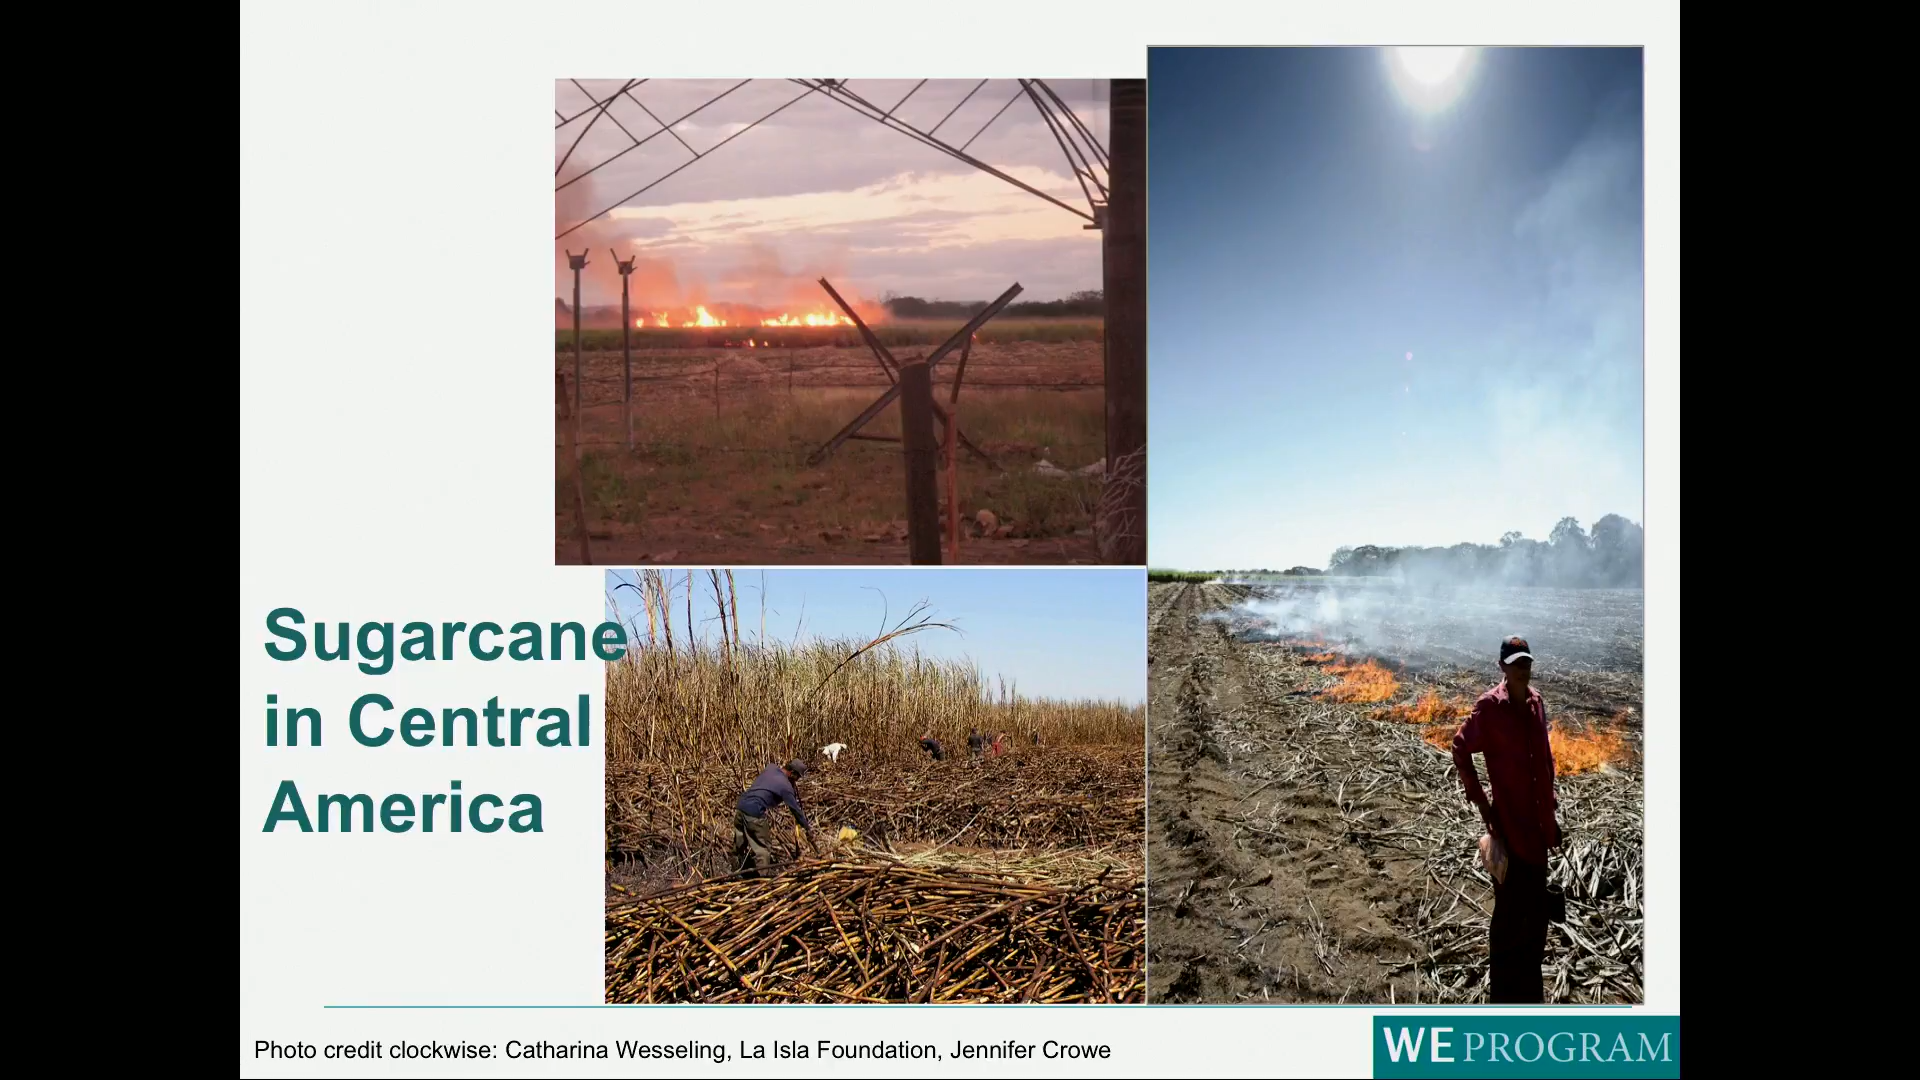 Sugarcane
in Central
America
Photo credit clockwise: Catharina Wesseling, La Isla Foundation, Jennifer Crowe
WE PROGRAM